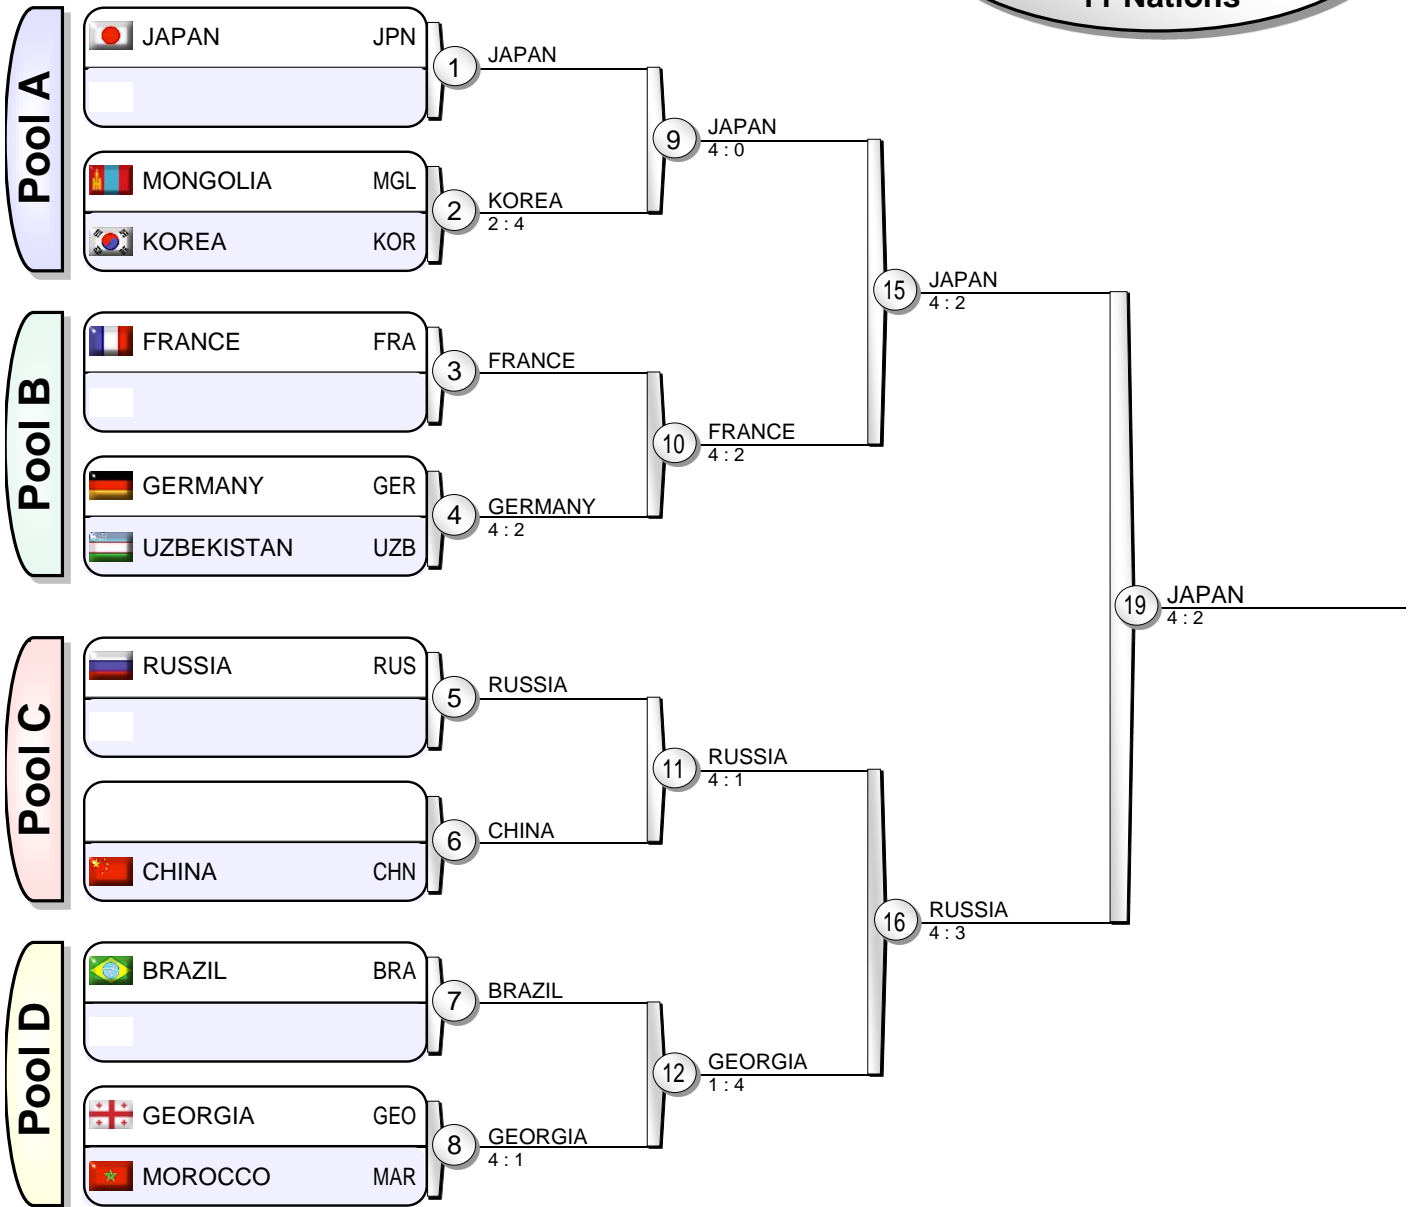 11 Nations
Pool A
JAPAN JPN
MONGOLIA MGL
KOREA KOR
1 JAPAN
2 KOREA
2 : 4
9 JAPAN
4 : 0
Pool B
FRANCE FRA
GERMANY GER
UZBEKISTAN UZB
3 FRANCE
4 GERMANY
4 : 2
10 FRANCE
4 : 2
15 JAPAN
4 : 2
Pool C
RUSSIA RUS
CHINA CHN
5 RUSSIA
6 CHINA
11 RUSSIA
4 : 1
Pool D
BRAZIL BRA
GEORGIA GEO
MOROCCO MAR
7 BRAZIL
8 GEORGIA
4 : 1
12 GEORGIA
1 : 4
16 RUSSIA
4 : 3
19 JAPAN
4 : 2